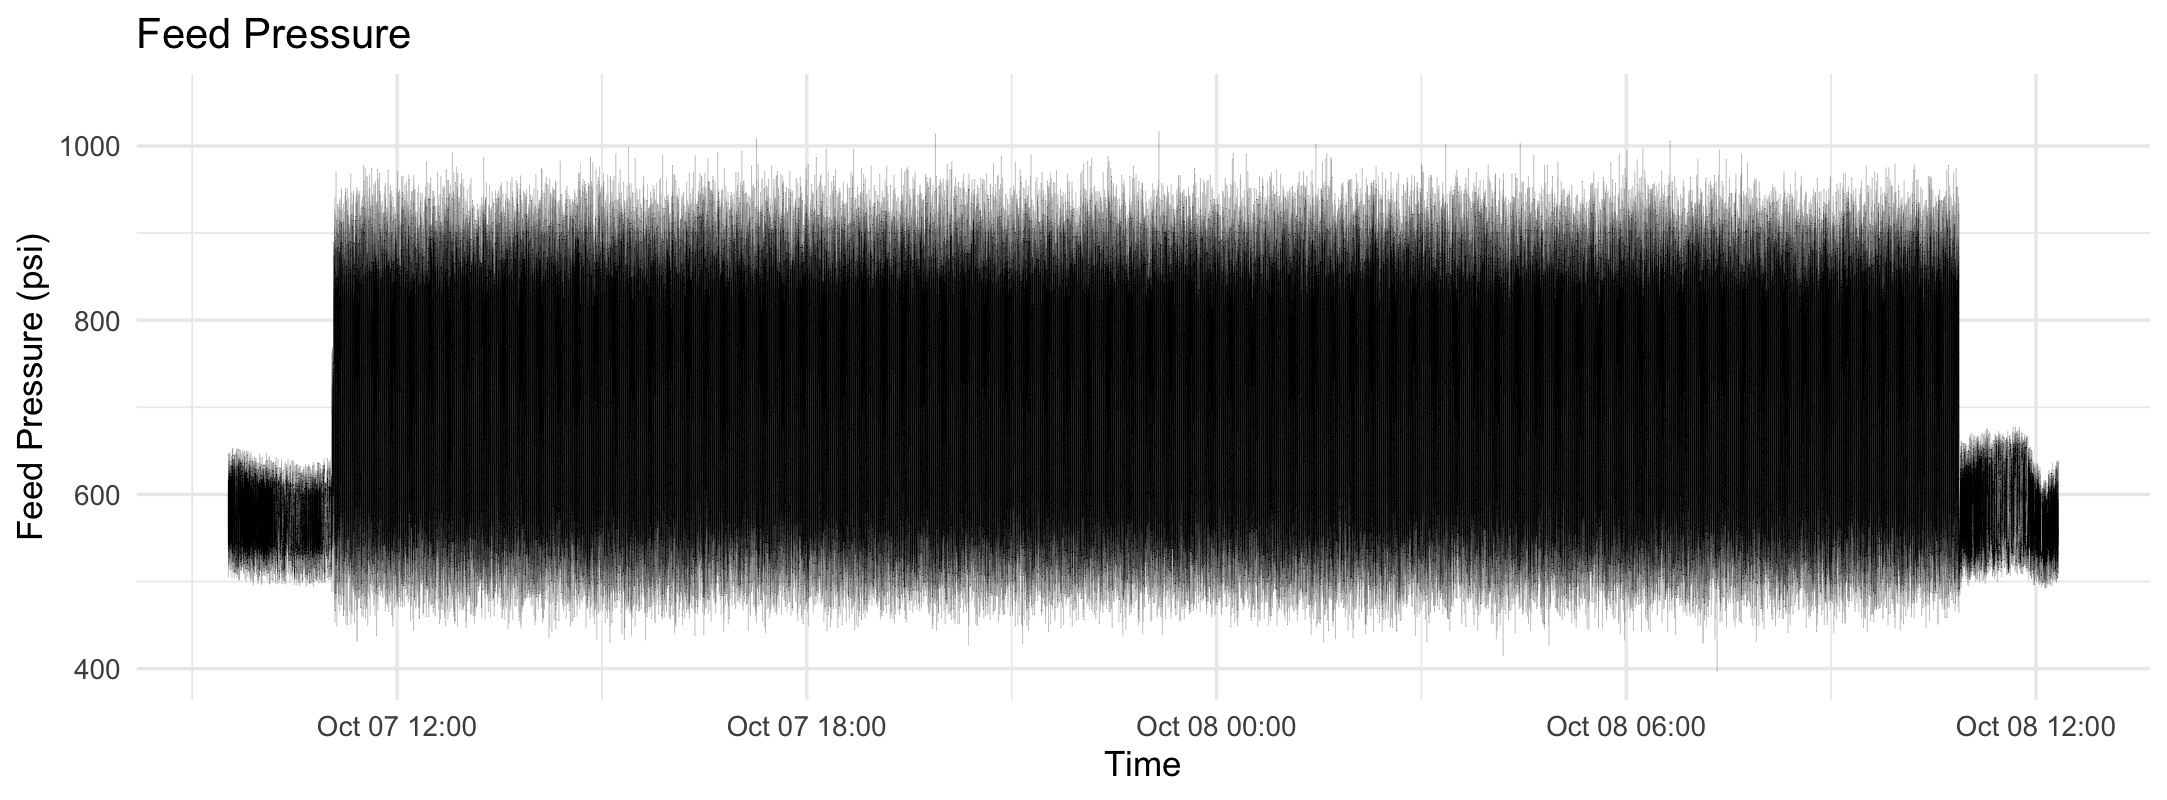 Feed Pressure
Feed Pressure (psi)
1000
800
600
400
Oct 07 12:00
Oct 07 18:00
Oct 08 00:00
Oct 08 06:00
Oct 08 12:00
Time